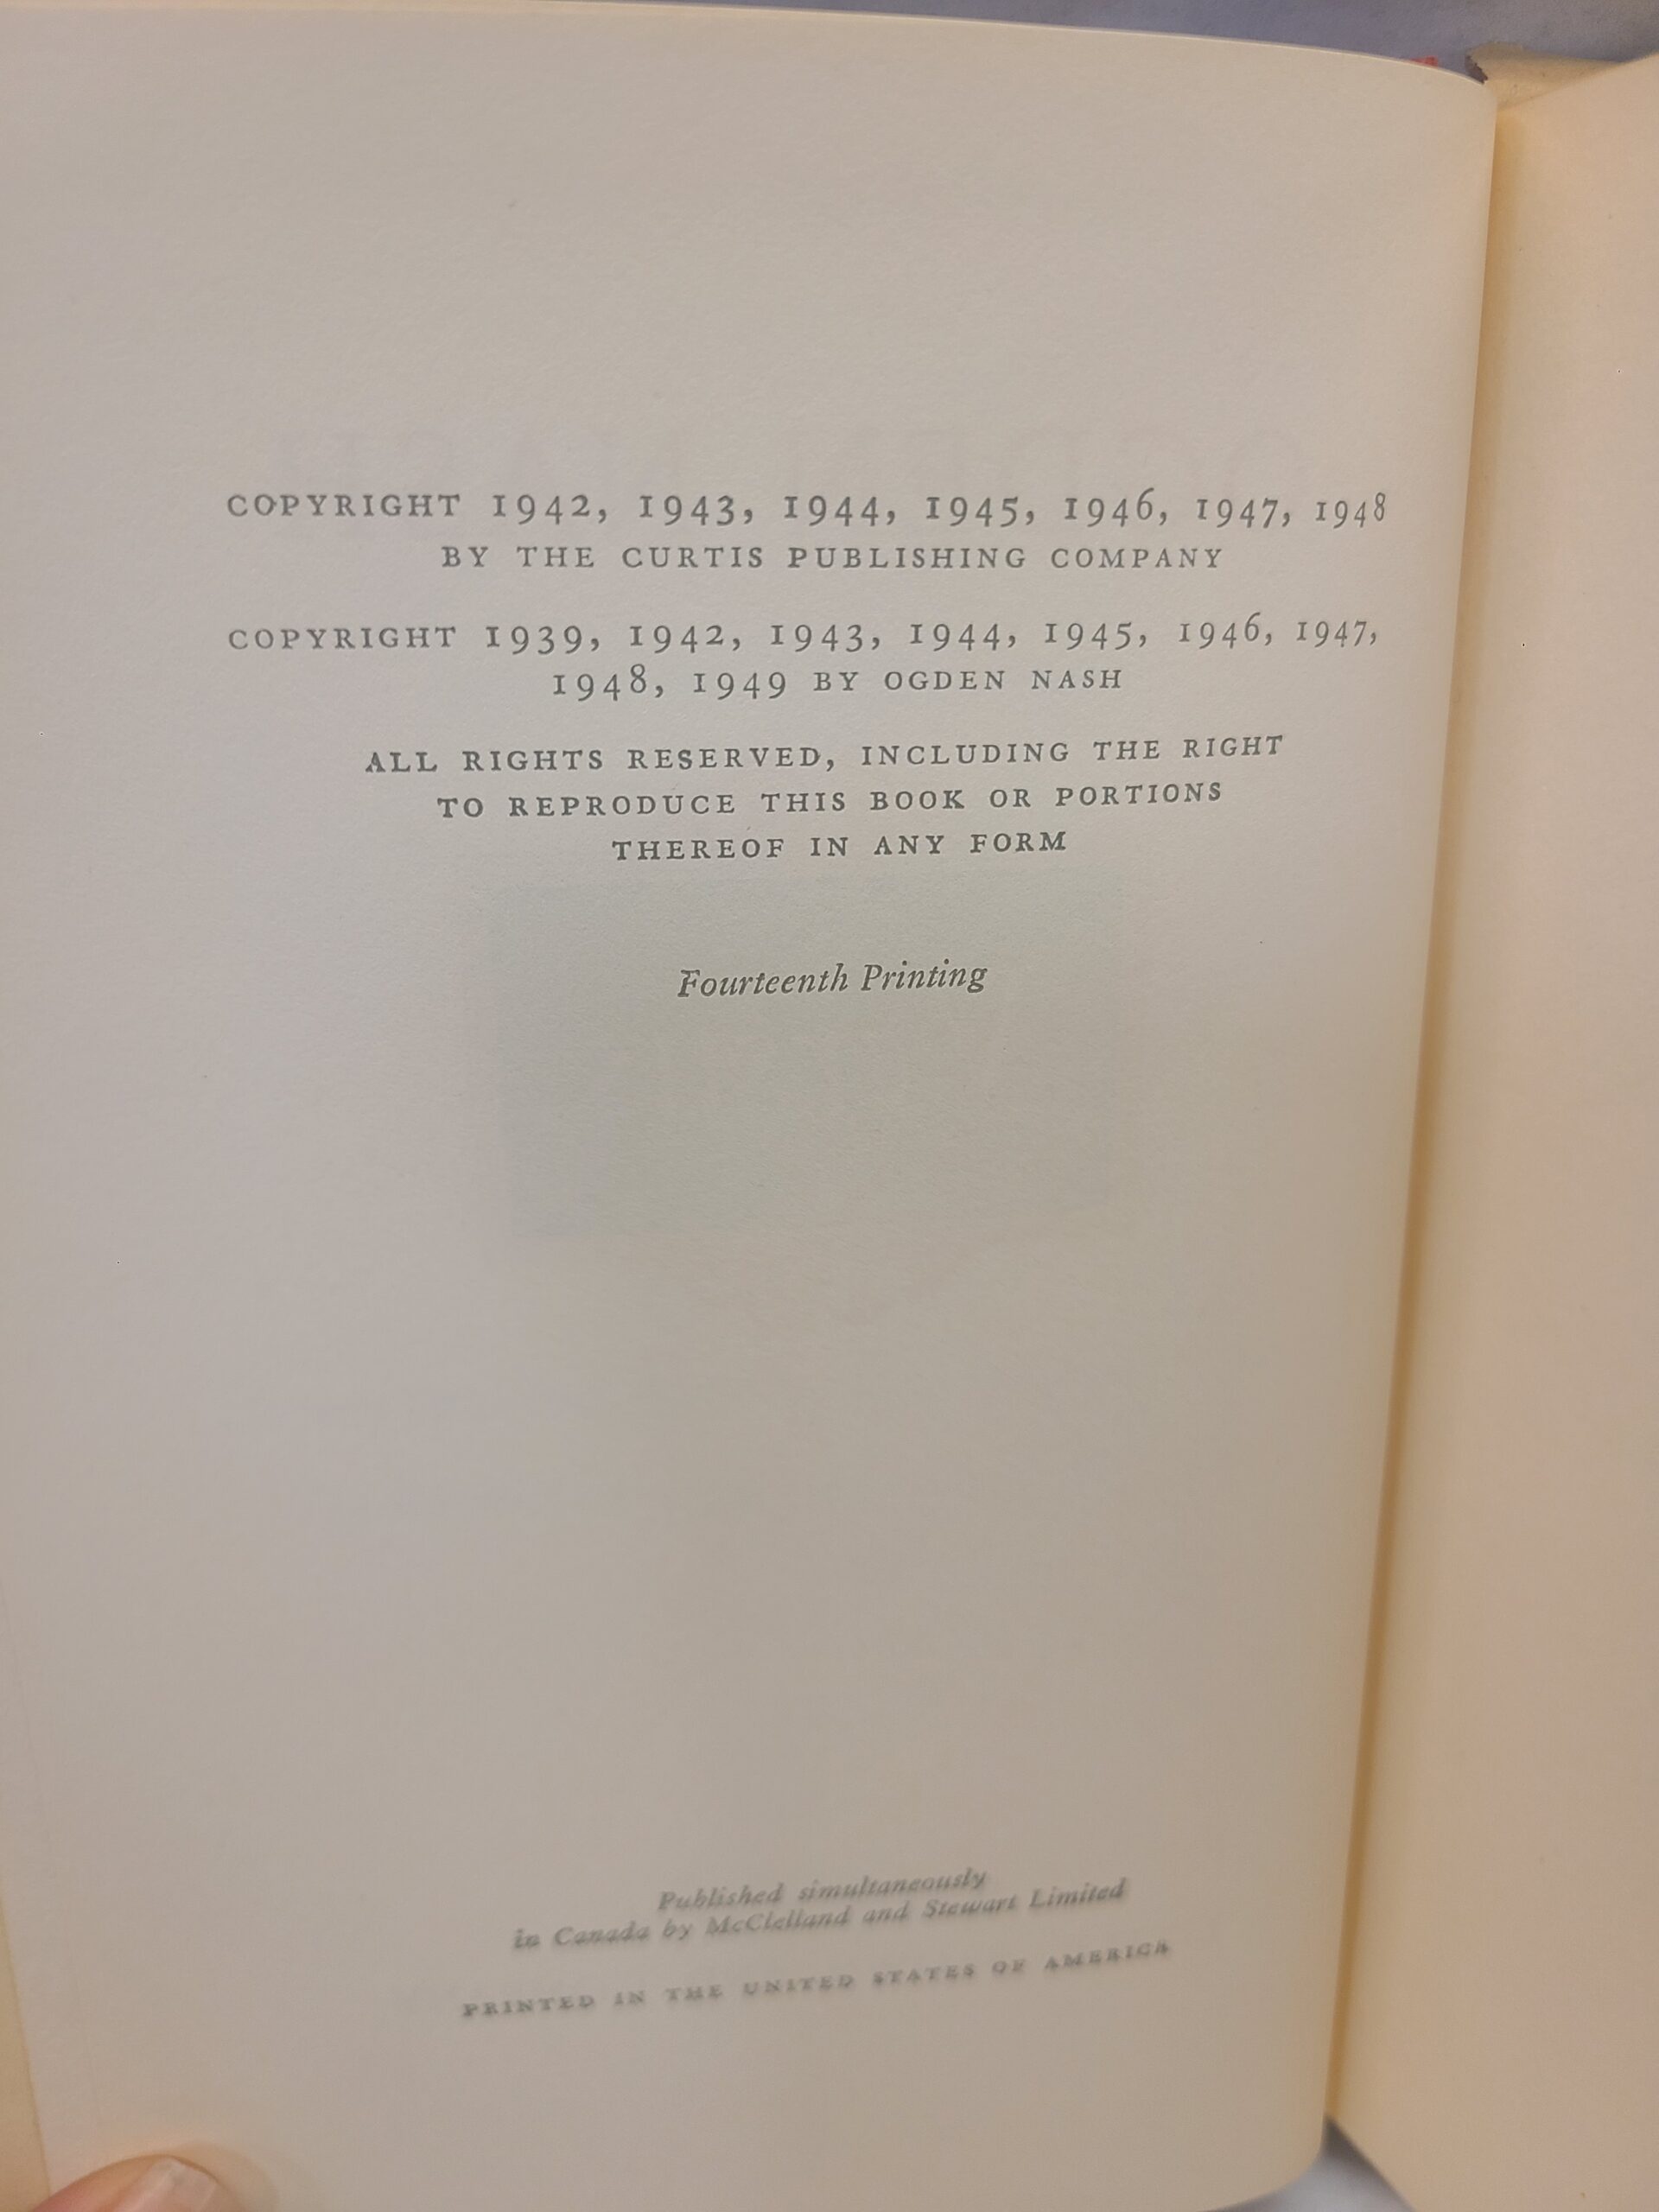 COPYRIGHT 1942, 1943, 1944, 1945, 1946, 1947, 1948
BY THE CURTIS PUBLISHING COMPANY
COPYRIGHT 1939, 1942, 1943, 1944, 1945, 1946, 1947,
1948, 1949 BY OGDEN NASH
ALL RIGHTS RESERVED, INCLUDING THE RIGHT
TO REPRODUCE THIS BOOK OR PORTIONS
THEREOF IN ANY FORM
Fourteenth Printing
Published simultaneously
in Canada by McClelland and Stewart Limited
PRINTED IN THE UNITED STATES OF AMERICA